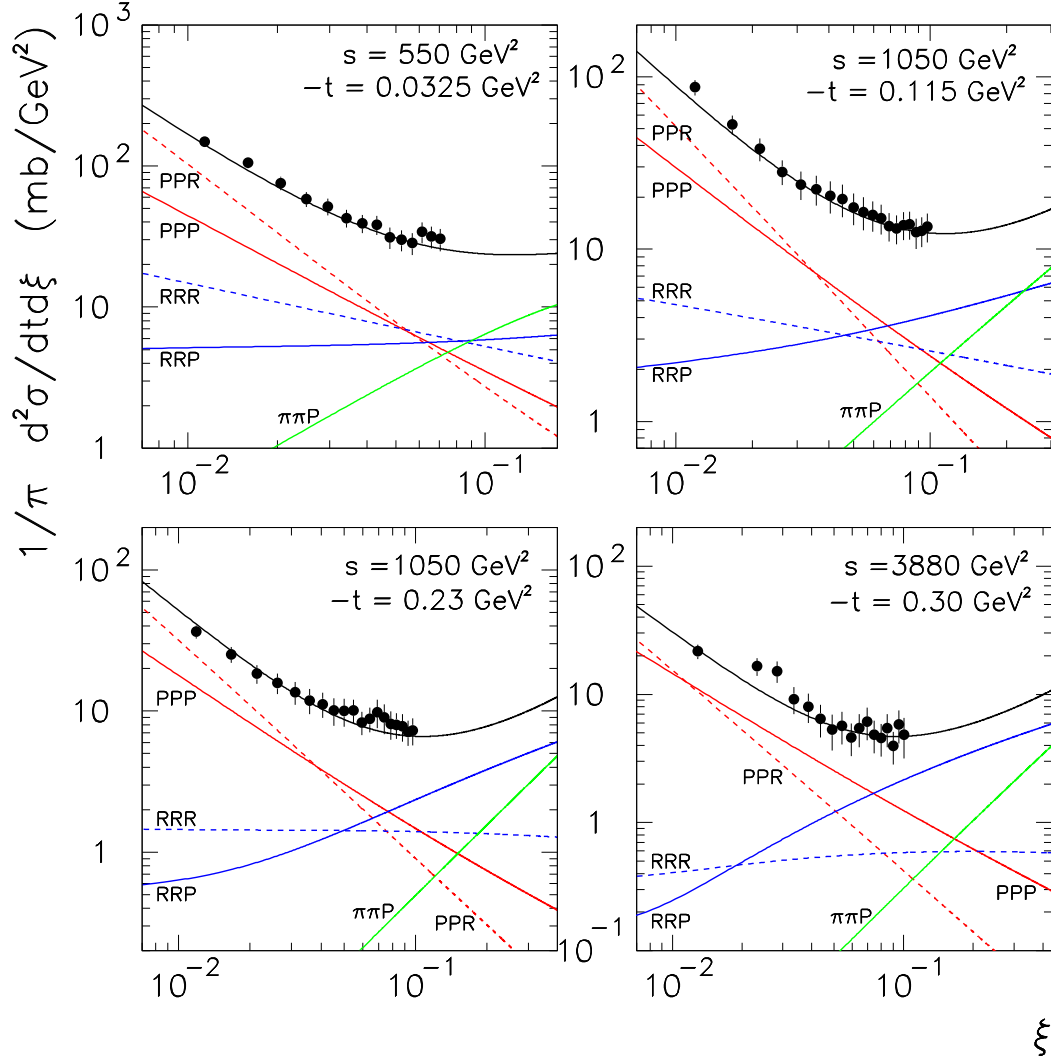 1/π d²σ/dtdξ (mb/GeV²)
10³
10²
10
1
s = 550 GeV²
−t = 0.0325 GeV²
PPR
PPP
RRR
RRP
ππP
10⁻²
10⁻¹
10²
10
1
s =1050 GeV²
−t = 0.115 GeV²
PPR
PPP
RRR
RRP
ππP
10⁻²
10⁻¹
10²
10
1
s =1050 GeV²
−t = 0.23 GeV²
PPP
RRR
RRP
ππP
PPR
10⁻²
10⁻¹
10²
10
1
10⁻¹
s =3880 GeV²
−t = 0.30 GeV²
PPR
RRR
RRP
ππP
PPP
10⁻²
10⁻¹
ξ